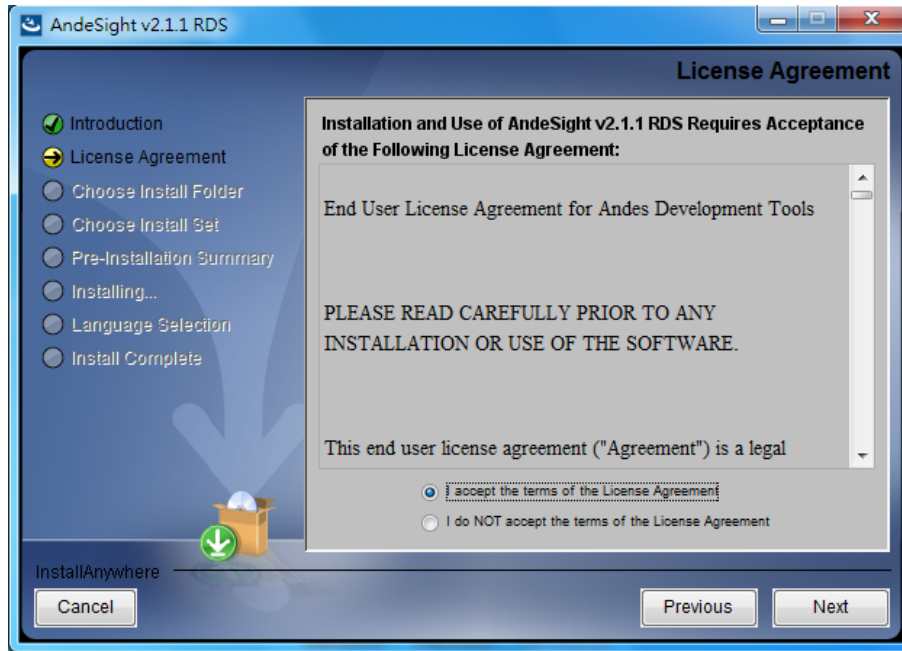 AndeSight v2.1.1 RDS
License Agreement
Introduction
License Agreement
Choose Install Folder
Choose Install Set
Pre-Installation Summary
Installing...
Language Selection
Install Complete
Installation and Use of AndeSight v2.1.1 RDS Requires Acceptance
of the Following License Agreement:
End User License Agreement for Andes Development Tools
PLEASE READ CAREFULLY PRIOR TO ANY
INSTALLATION OR USE OF THE SOFTWARE.
This end user license agreement ("Agreement") is a legal
I accept the terms of the License Agreement
I do NOT accept the terms of the License Agreement
InstallAnywhere
Cancel
Previous
Next